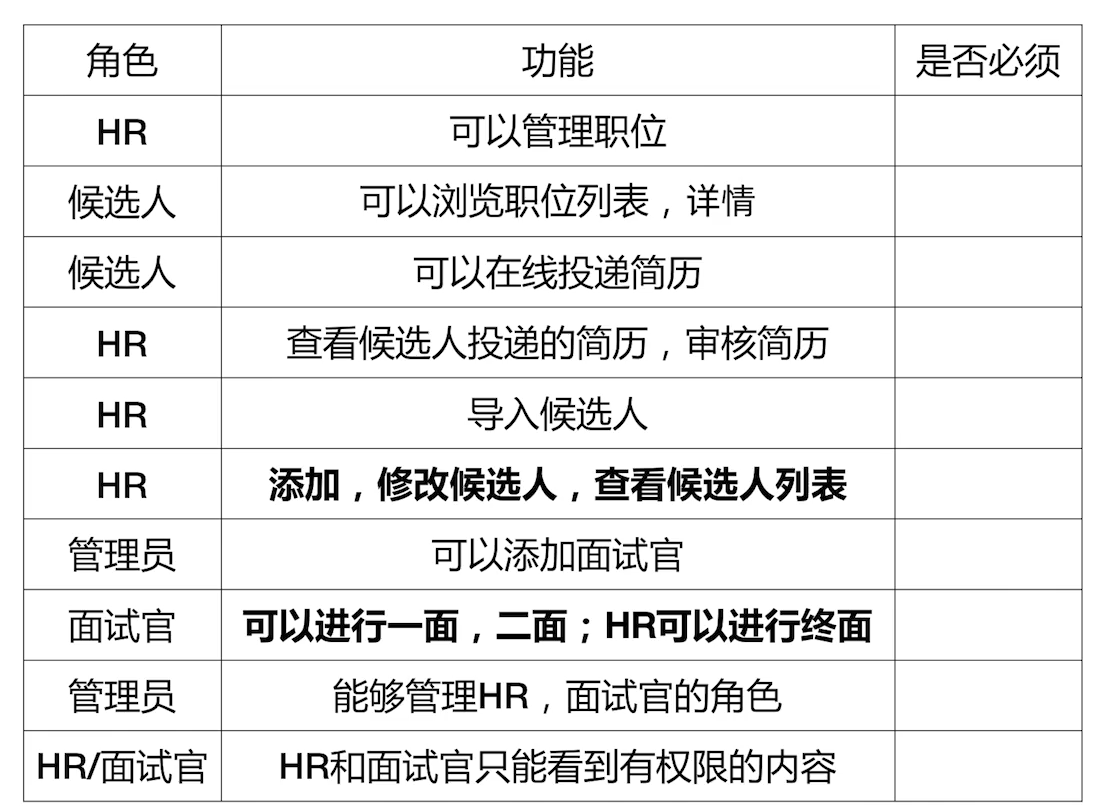 角色 功能 是否必须
HR 可以管理职位
候选人 可以浏览职位列表，详情
候选人 可以在线投递简历
HR 查看候选人投递的简历，审核简历
HR 导入候选人
HR 添加，修改候选人，查看候选人列表
管理员 可以添加面试官
面试官 可以进行一面，二面；HR可以进行终面
管理员 能够管理HR，面试官的角色
HR/面试官 HR和面试官只能看到有权限的内容